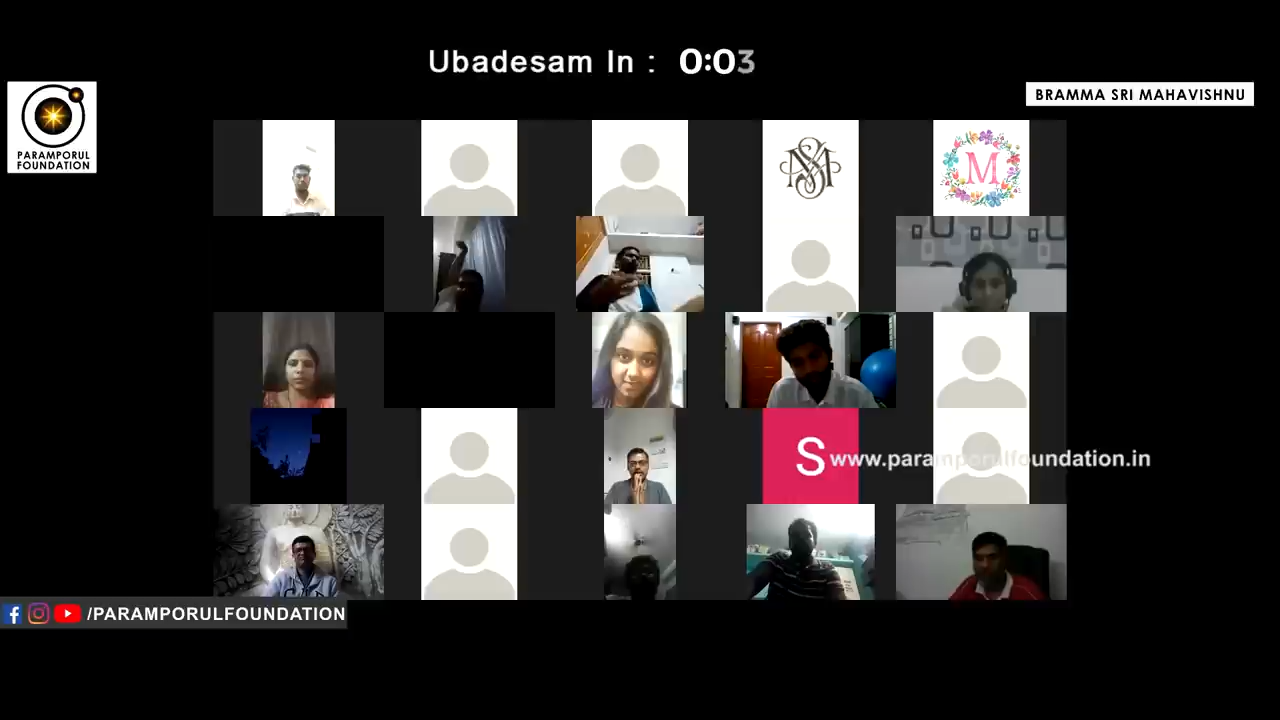 Ubadesam In : 0:03
BRAMMA SRI MAHAVISHNU
PARAMPORUL
FOUNDATION
M
S
www.paramporulfoundation.in
/PARAMPORULFOUNDATION